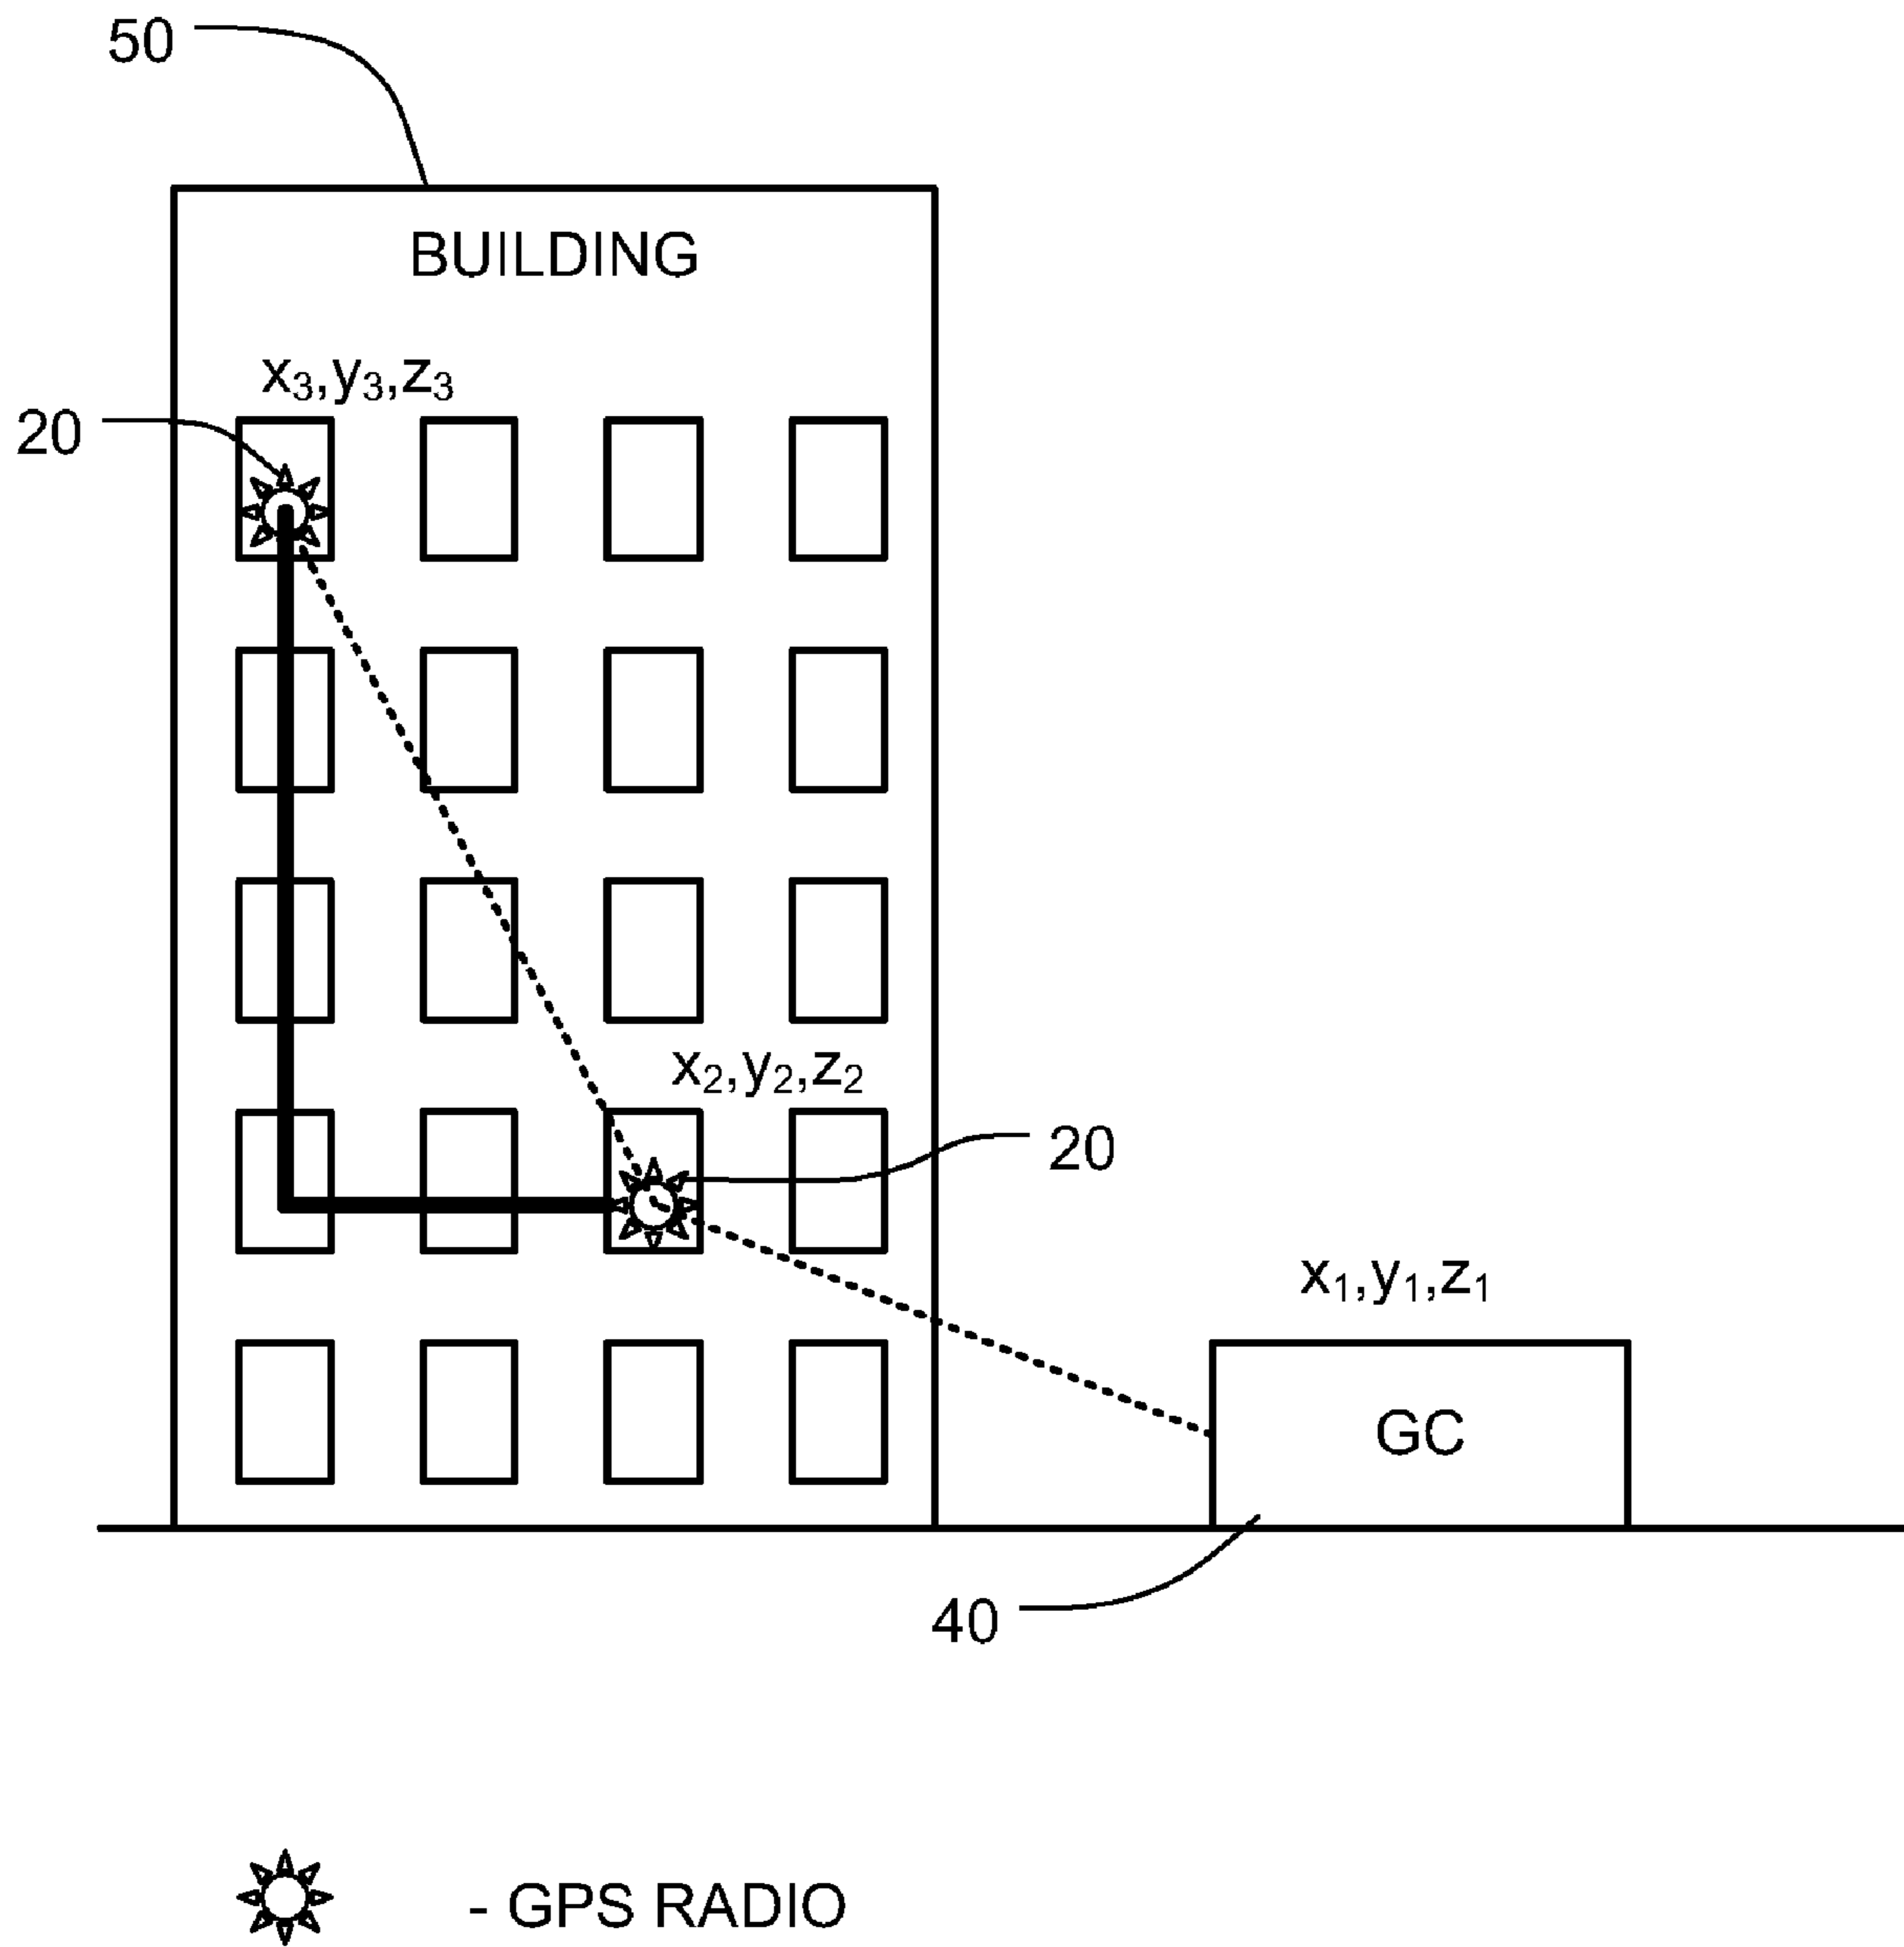 50
BUILDING
x₃,y₃,z₃
20
x₂,y₂,z₂
20
x₁,y₁,z₁
GC
40
- GPS RADIO